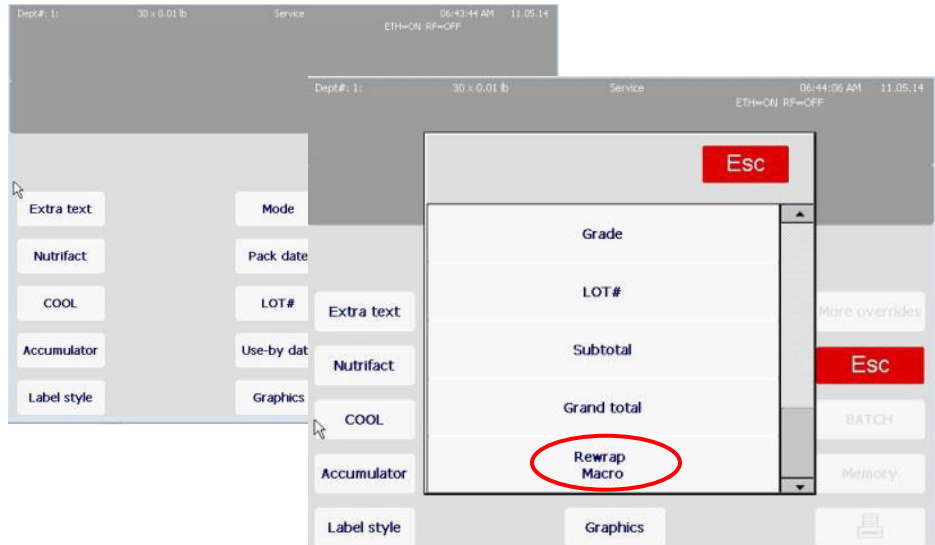 Dept#: 1: 30 x 0.01 lb Service 06:43:44 AM 11.05.14
ETH=ON RF=OFF
Extra text Mode
Nutrifact Pack date
COOL LOT#
Accumulator Use-by dat
Label style Graphics
Dept#: 1: 30 x 0.01 lb Service 06:44:06 AM 11.05.14
ETH=ON RF=OFF
Esc
Grade
LOT#
Subtotal
Grand total
Rewrap
Macro
Extra text More overrides
Nutrifact Esc
COOL BATCH
Accumulator Memory
Label style Graphics